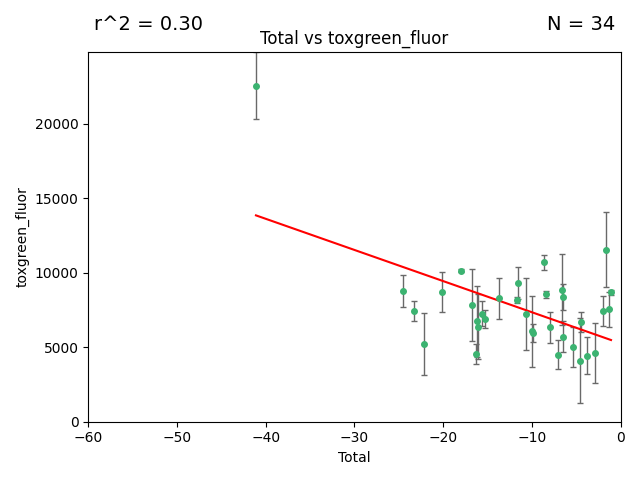 r^2 = 0.30
N = 34
Total vs toxgreen_fluor
toxgreen_fluor
20000
15000
10000
5000
0
−60
−50
−40
−30
−20
−10
0
Total